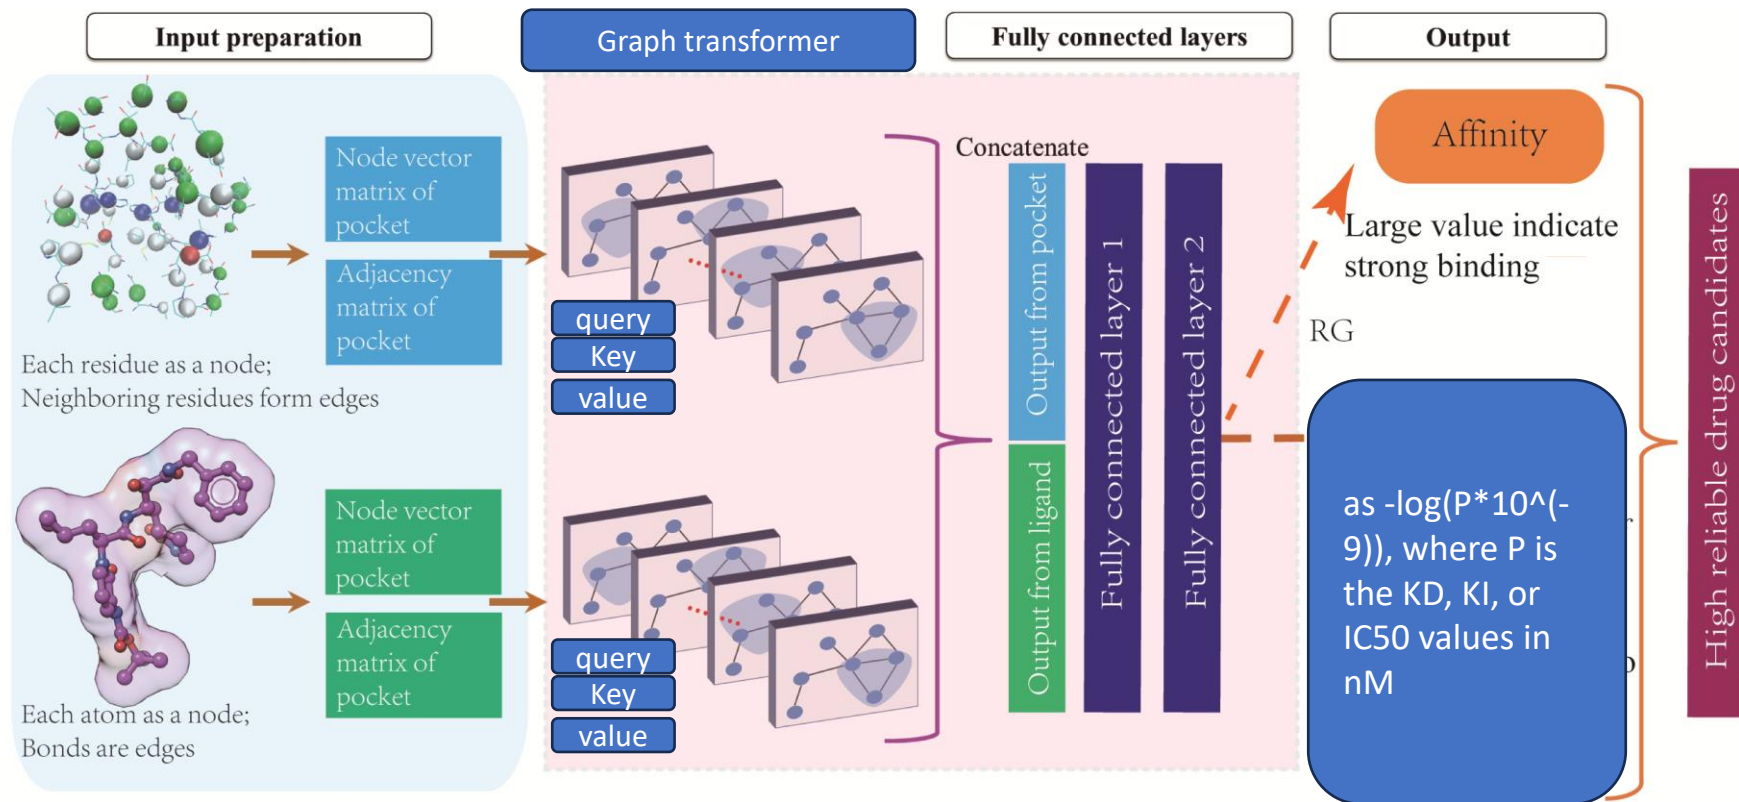 Input preparation
Graph transformer
Fully connected layers
Output
Node vector
matrix of
pocket
Adjacency
matrix of
pocket
Each residue as a node;
Neighboring residues form edges
query
Key
value
Concatenate
Output from pocket
Output from ligand
Fully connected layer 1
Fully connected layer 2
Affinity
Large value indicate
strong binding
RG
as -log(P*10^(-
9)), where P is
the KD, KI, or
IC50 values in
nM
High reliable drug candidates
Node vector
matrix of
pocket
Adjacency
matrix of
pocket
Each atom as a node;
Bonds are edges
query
Key
value